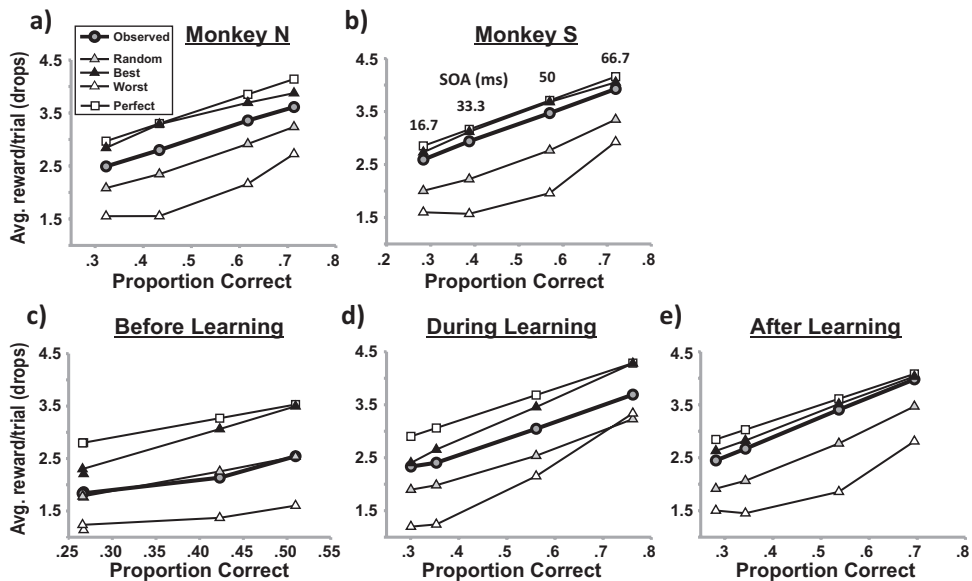 a)
Monkey N
Observed
Random
Best
Worst
Perfect
Avg. reward/trial (drops)
4.5
3.5
2.5
1.5
.3 .4 .5 .6 .7 .8
Proportion Correct
b)
Monkey S
SOA (ms)
16.7
33.3
50
66.7
4.5
3.5
2.5
1.5
.2 .3 .4 .5 .6 .7 .8
Proportion Correct
c)
Before Learning
Avg. reward/trial (drops)
4.5
3.5
2.5
1.5
.25 .30 .35 .40 .45 .50 .55
Proportion Correct
d)
During Learning
4.5
3.5
2.5
1.5
.3 .4 .5 .6 .7 .8
Proportion Correct
e)
After Learning
4.5
3.5
2.5
1.5
.3 .4 .5 .6 .7 .8
Proportion Correct